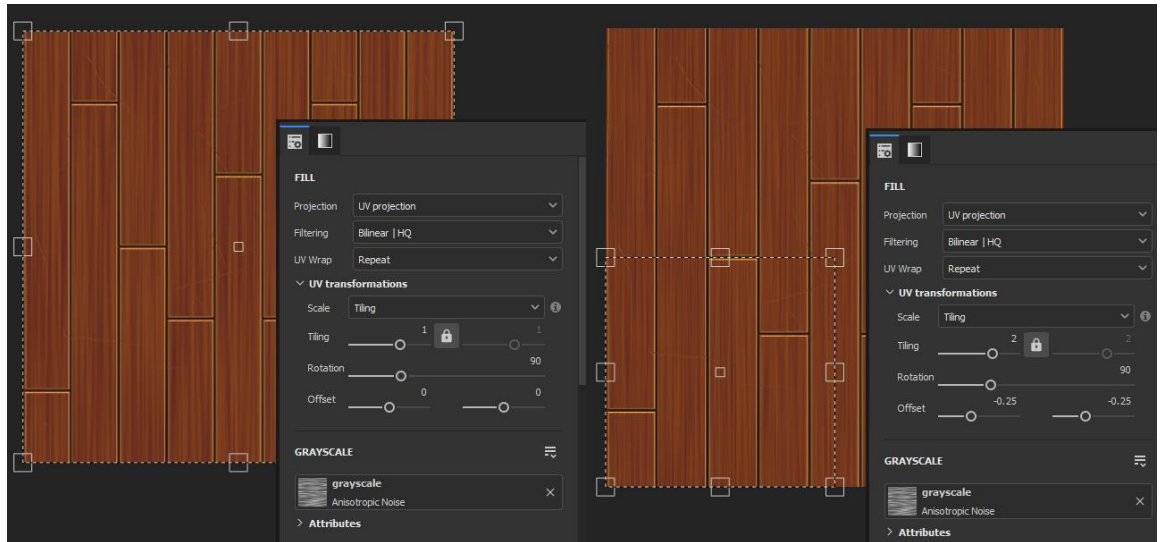 FILL
Projection UV projection
Filtering Bilinear | HQ
UV Wrap Repeat
UV transformations
Scale Tiling
Tiling 1 1
Rotation 90
Offset 0 0
GRAYSCALE
grayscale
Anisotropic Noise
Attributes
FILL
Projection UV projection
Filtering Bilinear | HQ
UV Wrap Repeat
UV transformations
Scale Tiling
Tiling 2 2
Rotation 90
Offset -0.25 -0.25
GRAYSCALE
grayscale
Anisotropic Noise
Attributes